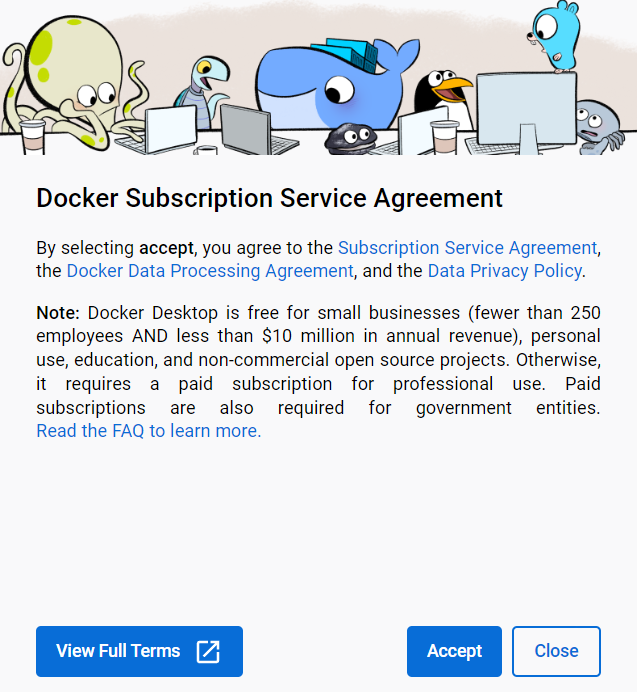 Docker Subscription Service Agreement
By selecting accept, you agree to the Subscription Service Agreement,
the Docker Data Processing Agreement, and the Data Privacy Policy.
Note: Docker Desktop is free for small businesses (fewer than 250
employees AND less than $10 million in annual revenue), personal
use, education, and non-commercial open source projects. Otherwise,
it requires a paid subscription for professional use. Paid
subscriptions are also required for government entities.
Read the FAQ to learn more.
View Full Terms
Accept
Close